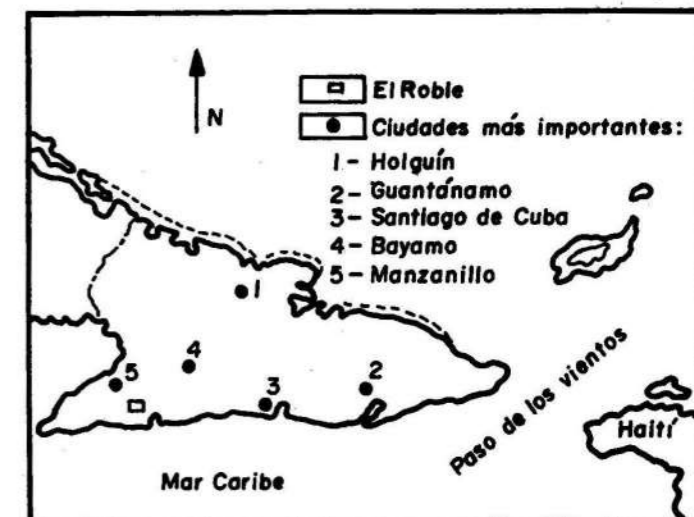 N
El Roble
Ciudades más importantes:
1- Holguín
2- Guantánamo
3- Santiago de Cuba
4- Bayamo
5- Manzanillo
1
4
5
2
3
Paso de los vientos
Haití
Mar Caribe